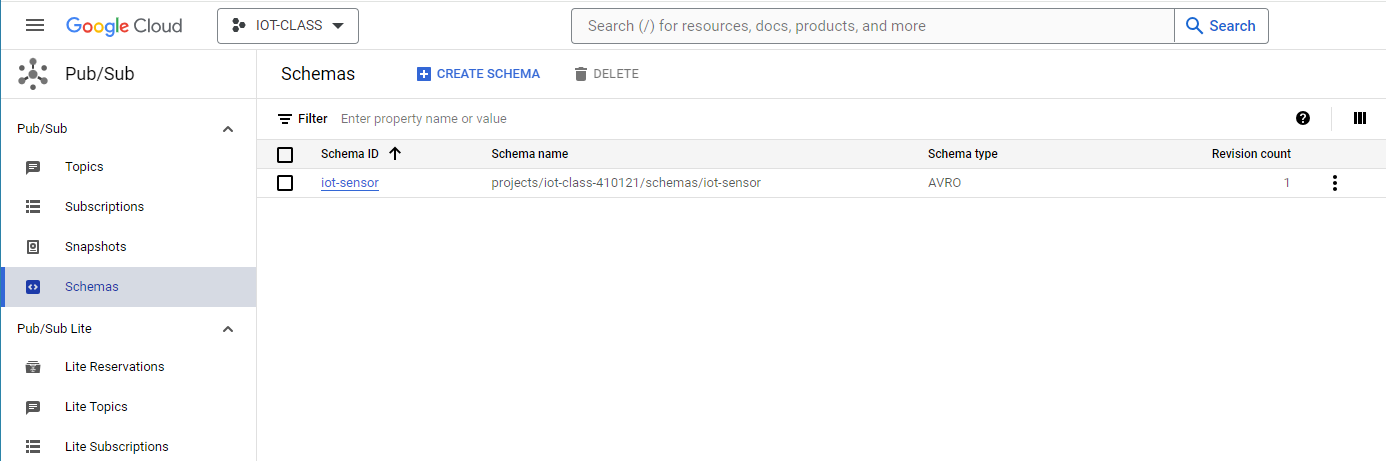 Google Cloud IOT-CLASS Search (/) for resources, docs, products, and more Search
Pub/Sub Schemas CREATE SCHEMA DELETE
Pub/Sub
Topics
Subscriptions
Snapshots
Schemas
Pub/Sub Lite
Lite Reservations
Lite Topics
Lite Subscriptions
Filter Enter property name or value
Schema ID Schema name Schema type Revision count
iot-sensor projects/iot-class-410121/schemas/iot-sensor AVRO 1